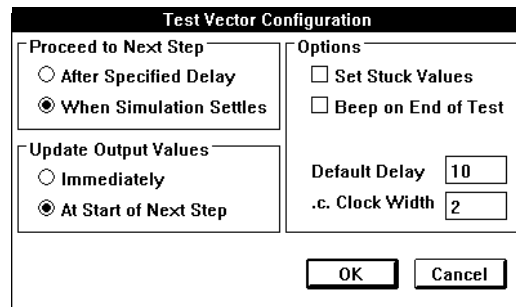 Test Vector Configuration
Proceed to Next Step
After Specified Delay
When Simulation Settles
Update Output Values
Immediately
At Start of Next Step
Options
Set Stuck Values
Beep on End of Test
Default Delay 10
.c. Clock Width 2
OK Cancel